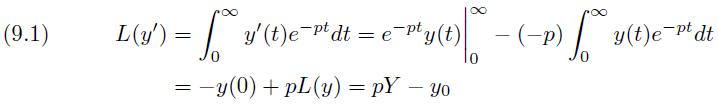 (9.1) L(y′) = ∫₀^∞ y′(t)e^{−pt}dt = e^{−pt}y(t)|₀^∞ − (−p) ∫₀^∞ y(t)e^{−pt}dt
= −y(0) + pL(y) = pY − y₀